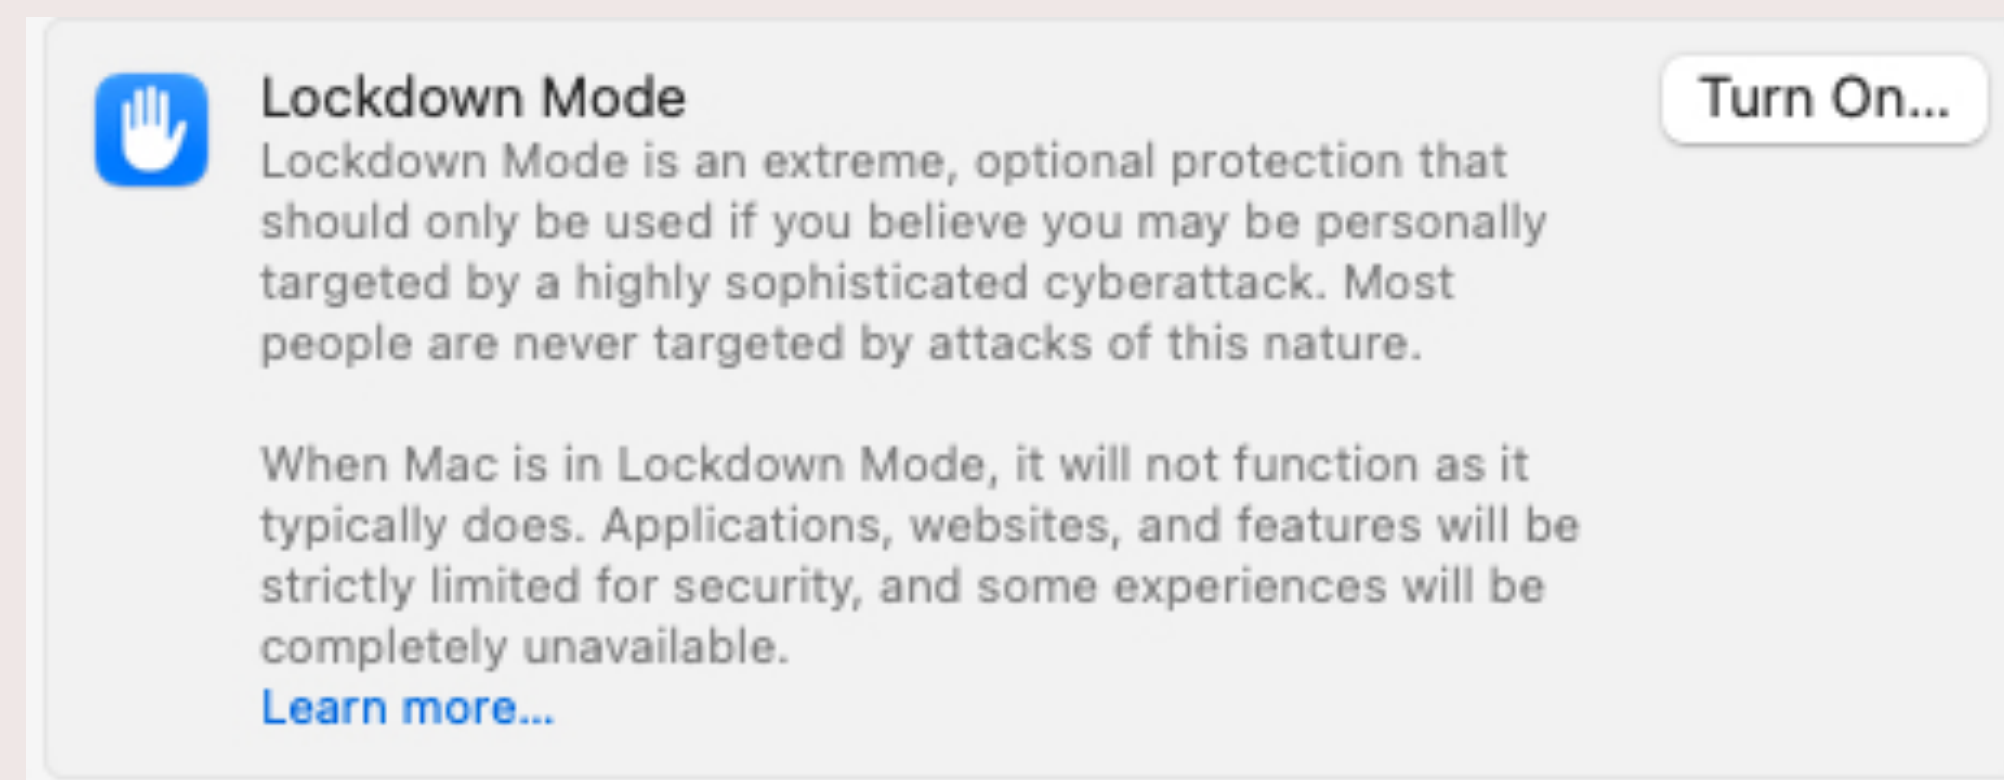 Lockdown Mode
Turn On...
Lockdown Mode is an extreme, optional protection that
should only be used if you believe you may be personally
targeted by a highly sophisticated cyberattack. Most
people are never targeted by attacks of this nature.
When Mac is in Lockdown Mode, it will not function as it
typically does. Applications, websites, and features will be
strictly limited for security, and some experiences will be
completely unavailable.
Learn more...